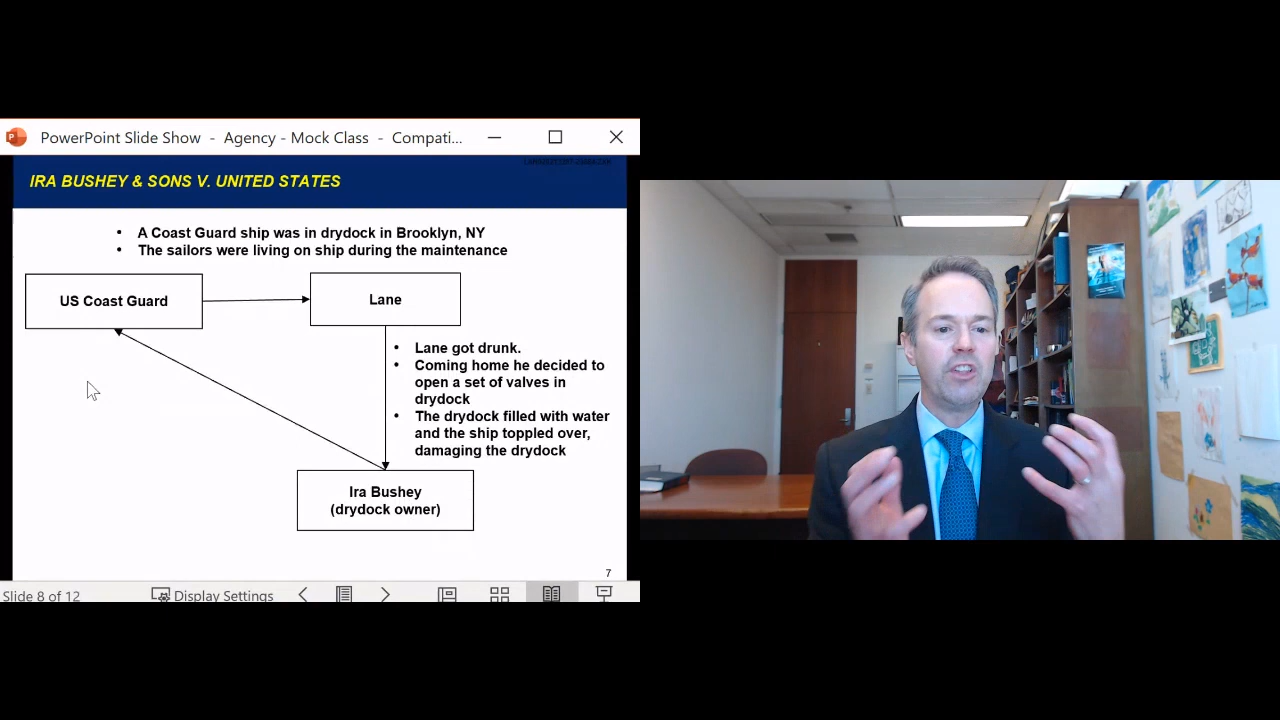 PowerPoint Slide Show - Agency - Mock Class - Compati...
IRA BUSHEY & SONS V. UNITED STATES
• A Coast Guard ship was in drydock in Brooklyn, NY
• The sailors were living on ship during the maintenance
US Coast Guard
Lane
• Lane got drunk.
• Coming home he decided to
open a set of valves in
drydock
• The drydock filled with water
and the ship toppled over,
damaging the drydock
Ira Bushey
(drydock owner)
7
Slide 8 of 12
Display Settings